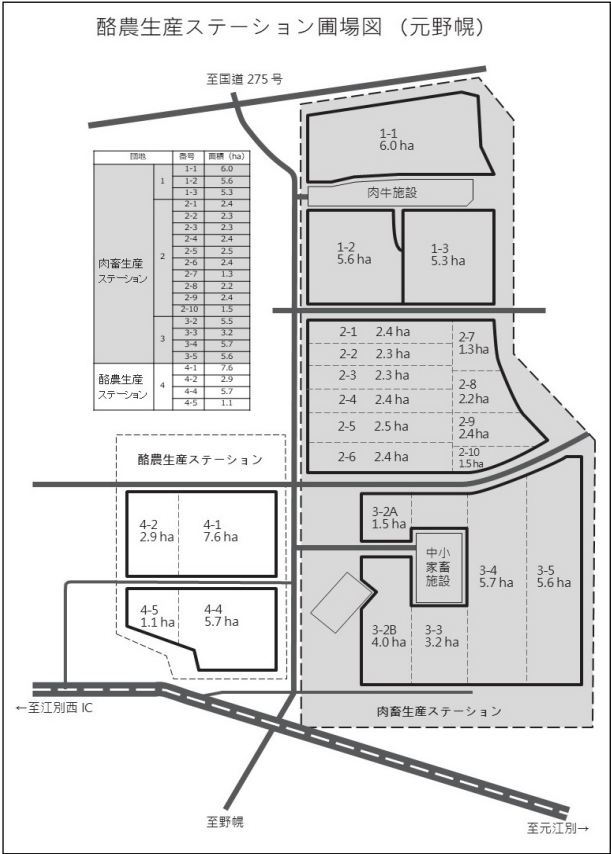 酪農生産ステーション圃場図 （元野幌）
至国道 275 号
団地 番号 面積（ha）
肉畜生産
ステーション
1
1-1 6.0
1-2 5.6
1-3 5.3
2
2-1 2.4
2-2 2.3
2-3 2.3
2-4 2.4
2-5 2.5
2-6 2.4
2-7 1.3
2-8 2.2
2-9 2.4
2-10 1.5
3
3-2 5.5
3-3 3.2
3-4 5.7
3-5 5.6
酪農生産
ステーション
4
4-1 7.6
4-2 2.9
4-4 5.7
4-5 1.1
1-1
6.0 ha
肉牛施設
1-2
5.6 ha
1-3
5.3 ha
2-1 2.4 ha
2-2 2.3 ha
2-3 2.3 ha
2-4 2.4 ha
2-5 2.5 ha
2-6 2.4 ha
2-7
1.3 ha
2-8
2.2 ha
2-9
2.4 ha
2-10
1.5 ha
酪農生産ステーション
4-2
2.9 ha
4-1
7.6 ha
4-5
1.1 ha
4-4
5.7 ha
3-2A
1.5 ha
中小
家畜
施設
3-4
5.7 ha
3-5
5.6 ha
3-2B
4.0 ha
3-3
3.2 ha
肉畜生産ステーション
←至江別西 IC
至野幌
至元江別→